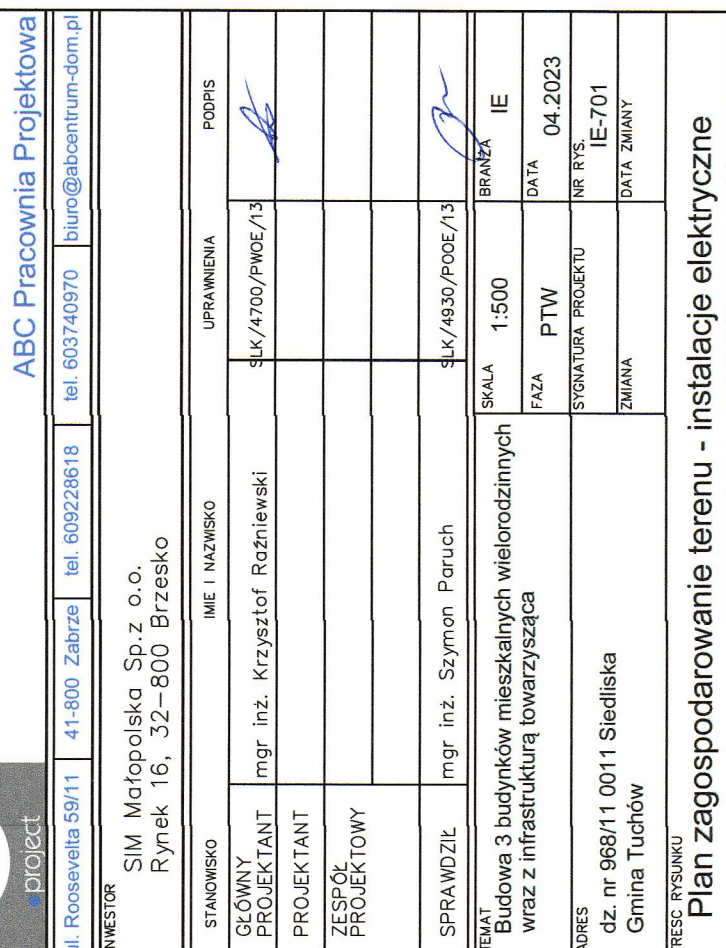 project
ABC Pracownia Projektowa
ul. Roosevelta 59/11 41-800 Zabrze tel. 609228618 tel. 603740970 biuro@abcentrum-dom.pl
INWESTOR
SIM Małopolska Sp.z o.o.
Rynek 16, 32-800 Brzesko
STANOWISKO IMIE I NAZWISKO UPRAWNIENIA PODPIS
GŁÓWNY
PROJEKTANT mgr inż. Krzysztof Raźniewski SLK/4700/PWOE/13
PROJEKTANT
ZESPÓŁ
PROJEKTOWY
SPRAWDZIŁ mgr inż. Szymon Paruch SLK/4930/POOE/13
TEMAT
Budowa 3 budynków mieszkalnych wielorodzinnych
wraz z infrastrukturą towarzysząca
SKALA 1:500
BRANŻA IE
FAZA PTW
DATA 04.2023
ADRES
dz. nr 968/11 0011 Siedliska
Gmina Tuchów
SYGNATURA PROJEKTU
NR RYS. IE-701
ZMIANA
DATA ZMIANY
TRESC RYSUNKU
Plan zagospodarowanie terenu - instalacje elektryczne